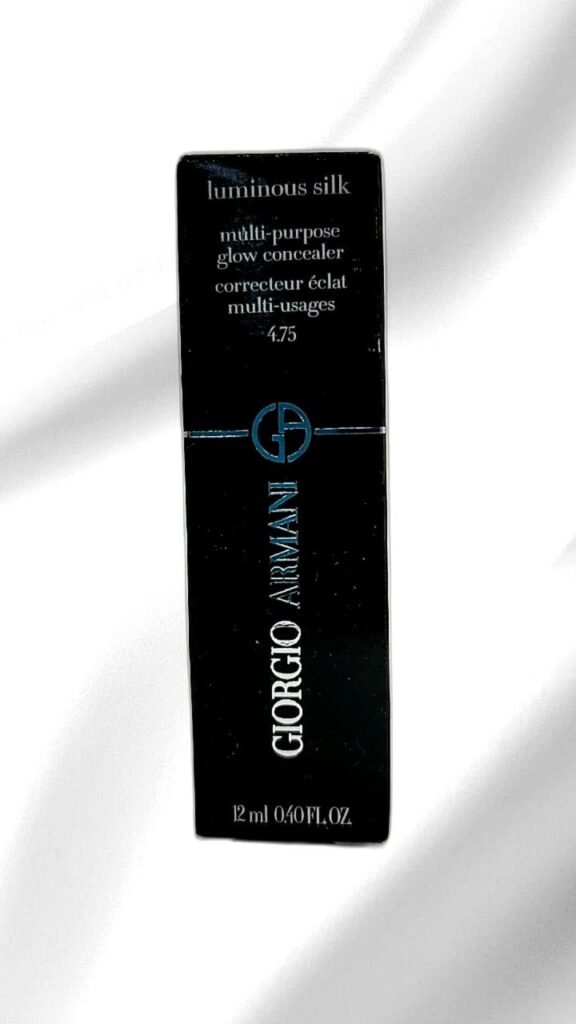 luminous silk
multi-purpose
glow concealer
correcteur éclat
multi-usages
4.75
GA
GIORGIO ARMANI
12 ml 0.40 FL.OZ.